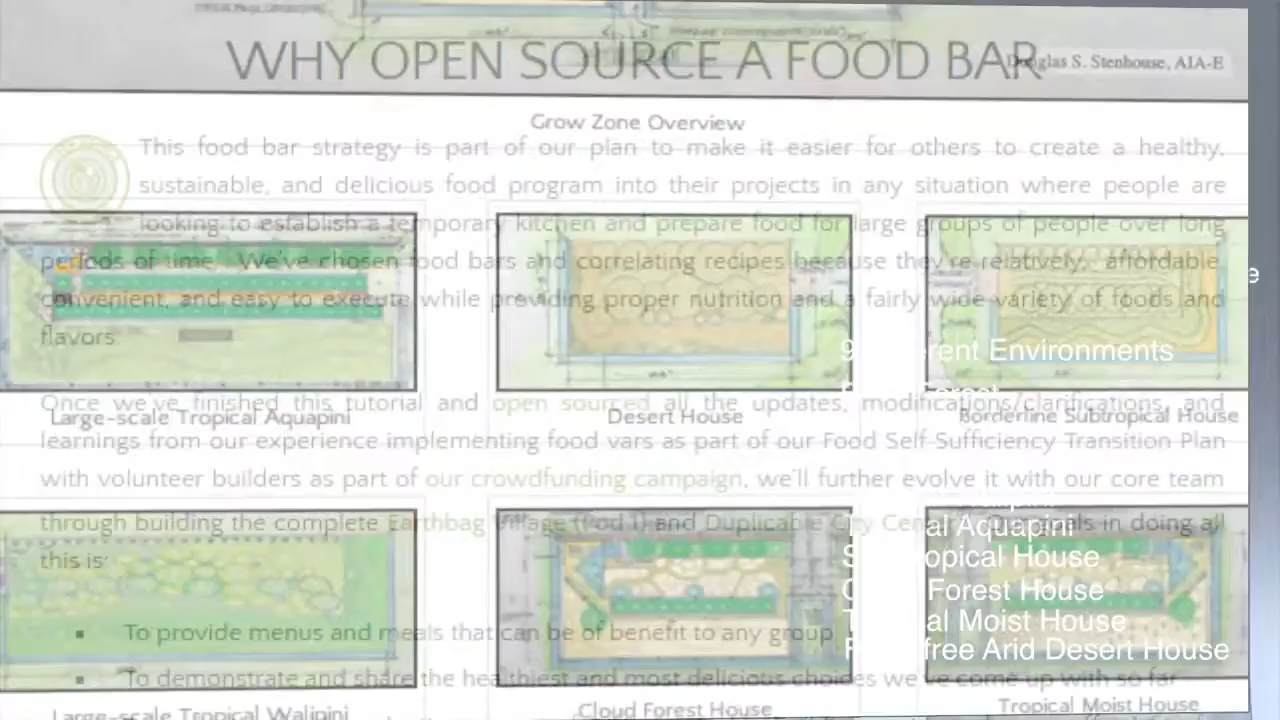 WHY OPEN SOURCE A FOOD BAR
Douglas S. Stenhouse, AIA-E
Grow Zone Overview
This food bar strategy is part of our plan to make it easier for others to create a healthy,
sustainable, and delicious food program into their projects in any situation where people are
looking to establish a temporary kitchen and prepare food for large groups of people over long
periods of time. We've chosen food bars and correlating recipes because they're relatively, affordable
convenient, and easy to execute while providing proper nutrition and a fairly wide variety of foods and
flavors.
Environments
Once we've finished this tutorial and open sourced all the updates, modifications/clarifications, and
Large-scale Tropical Aquapini
Desert House
Borderline Subtropical House
learnings from our experience implementing food vars as part of our Food Self-Sufficiency Transition Plan
with volunteer builders as part of our crowdfunding campaign, we'll further evolve it with our core team
through building the complete Earthbag Village (Pod 1) and Duplicable City in doing all
this is:
Aquapini
House
Forest House
Moist House
free Arid Desert House
▪ To provide menus and meals that can be of benefit to any group
▪ To demonstrate and share the healthiest and most delicious choices we've come up with so far
Large-scale Tropical Walipini
Cloud Forest House
Tropical Moist House